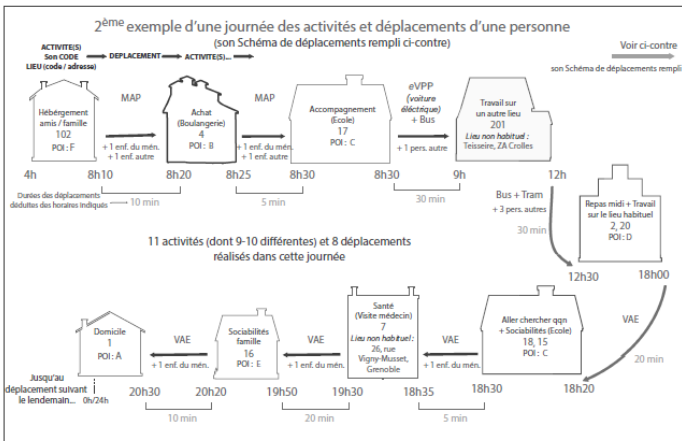 2ème exemple d'une journée des activités et déplacements d'une personne
(son Schéma de déplacements rempli ci-contre)
Voir ci-contre
son Schéma de déplacements rempli
ACTIVITE(S)
Son CODE
LIEU (code / adresse)
DEPLACEMENT
ACTIVITE(S)...
Hébergement
amis / famille
102
POI : F
MAP
+ 1 enf. du mén.
+ 1 enf. autre
Achat
(Boulangerie)
4
POI : B
MAP
+ 1 enf. du mén.
+ 1 enf. autre
Accompagnement
(Ecole)
17
POI : C
eVPP
(voiture
éléctrique)
+ Bus
+ 1 pers. autre
Travail sur
un autre lieu
201
Lieu non habituel :
Teisseire, ZA Crolles
4h
8h10
8h20
8h25
8h30
8h30
9h
12h
Durées des déplacements
déduites des horaires indiqués
10 min
5 min
30 min
Bus + Tram
+ 3 pers. autres
30 min
Repas midi + Travail
sur le lieu habituel
2, 20
POI : D
12h30
18h00
11 activités (dont 9-10 différentes) et 8 déplacements
réalisés dans cette journée
VAE
20 min
Domicile
1
POI : A
VAE
+ 1 enf. du mén.
Sociabilités
famille
16
POI : E
VAE
+ 1 enf. du mén.
Santé
(Visite médecin)
7
Lieu non habituel :
26, rue
Vigny-Musset,
Grenoble
VAE
+ 1 enf. du mén.
Aller chercher qqn
+ Sociabilités (Ecole)
18, 15
POI : C
Jusqu'au
déplacement suivant
le lendemain...
0h/24h
20h30
20h20
19h50
19h30
18h35
18h30
18h20
10 min
20 min
5 min